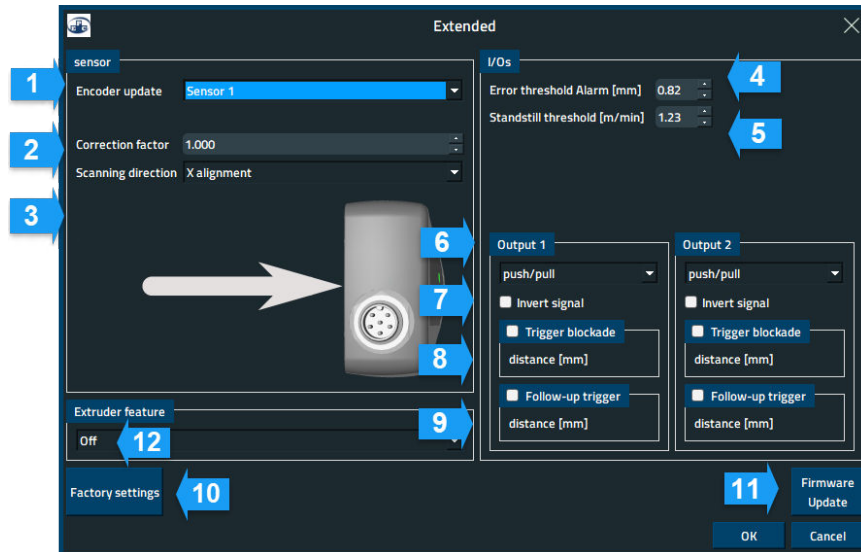 Extended
sensor
1
Encoder update
Sensor 1
2
Correction factor
1.000
Scanning direction
X alignment
3
I/Os
Error threshold Alarm [mm]
0.82
4
Standstill threshold [m/min]
1.23
5
6
Output 1
push/pull
7
Invert signal
Trigger blockade
8
distance [mm]
Follow-up trigger
9
distance [mm]
Output 2
push/pull
Invert signal
Trigger blockade
distance [mm]
Follow-up trigger
distance [mm]
Extruder feature
Off
12
Factory settings
10
11
Firmware
Update
OK
Cancel